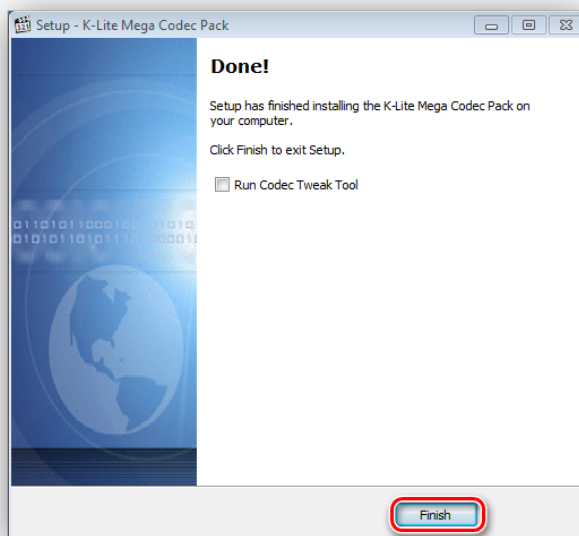 Setup - K-Lite Mega Codec Pack
Done!
Setup has finished installing the K-Lite Mega Codec Pack on
your computer.
Click Finish to exit Setup.
Run Codec Tweak Tool
Finish